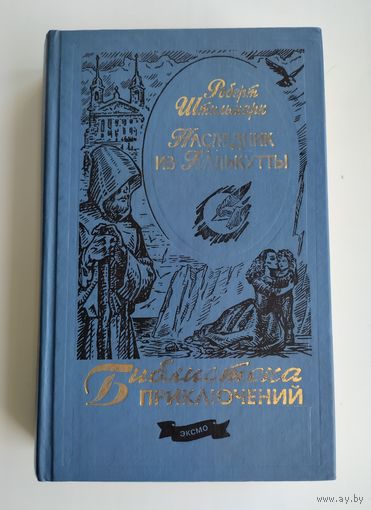 Роберт
Штильмарк
НАСЛЕДНИК
ИЗ КАЛЬКУТТЫ
Библиотека
ПРИКЛЮЧЕНИЙ
ЭКСМО
www.ay.by